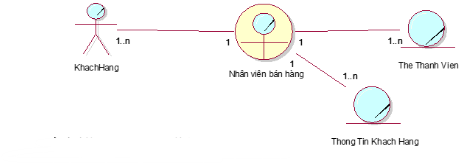 1..n
1
1
1..n
KhachHang
Nhân viên bán hàng
The Thanh Vien
1
1..n
Thong Tin Khach Hang